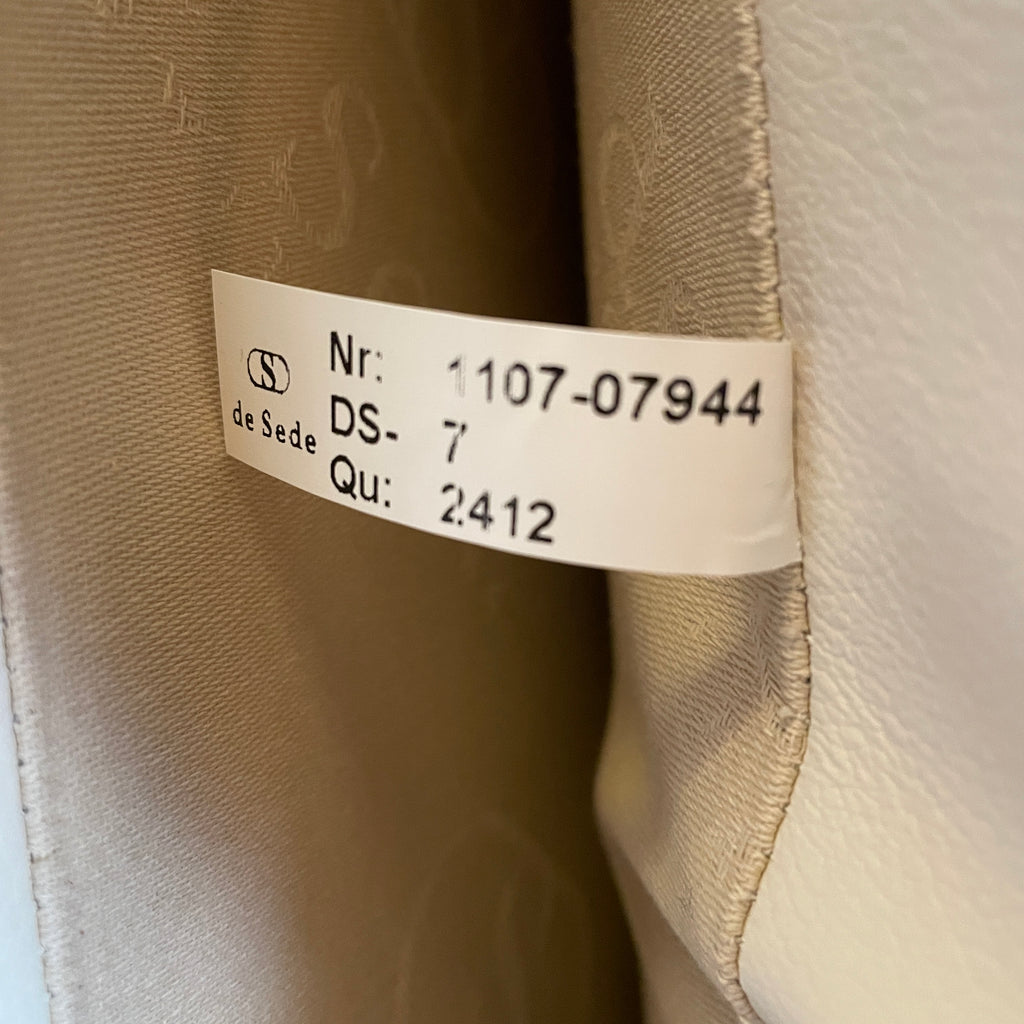 S
de Sede
Nr: 1107-07944
DS- 7
Qu: 2412